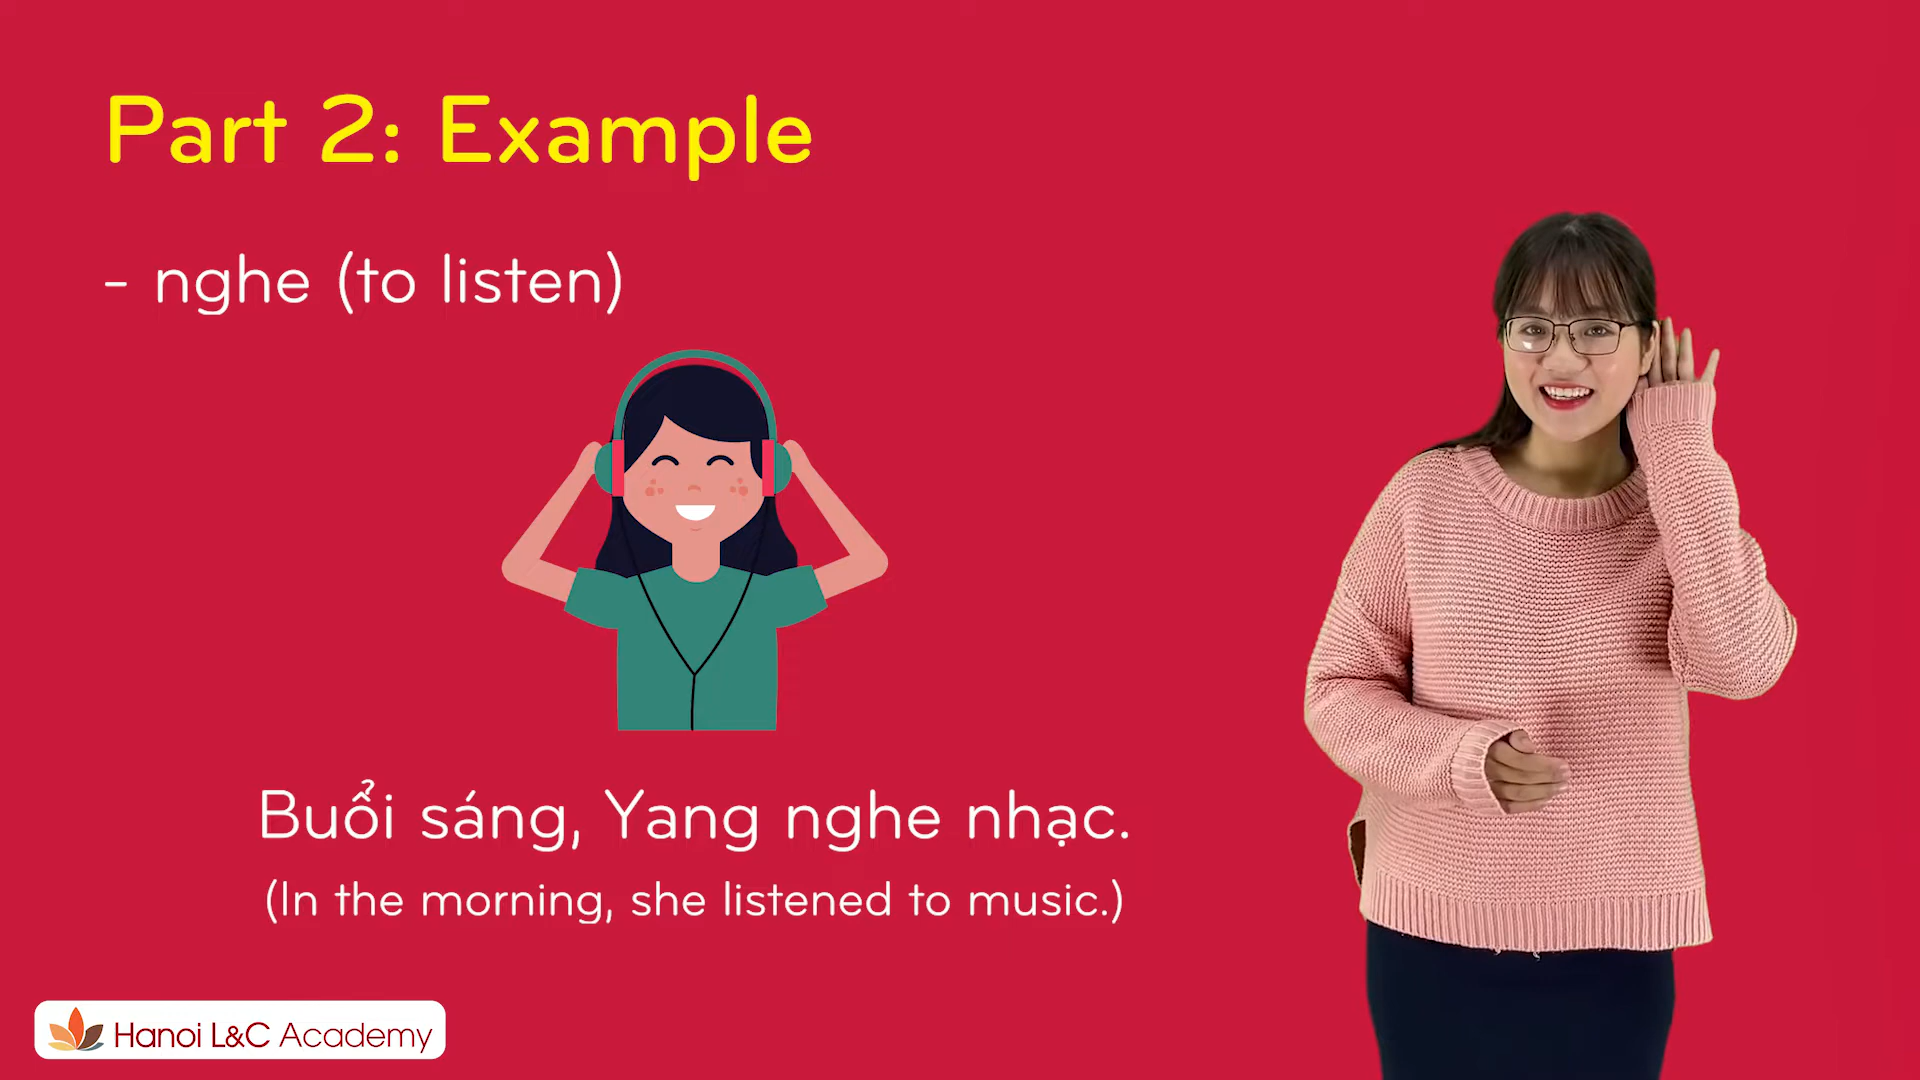 Part 2: Example
- nghe (to listen)
Buổi sáng, Yang nghe nhạc.
(In the morning, she listened to music.)
Hanoi L&C Academy